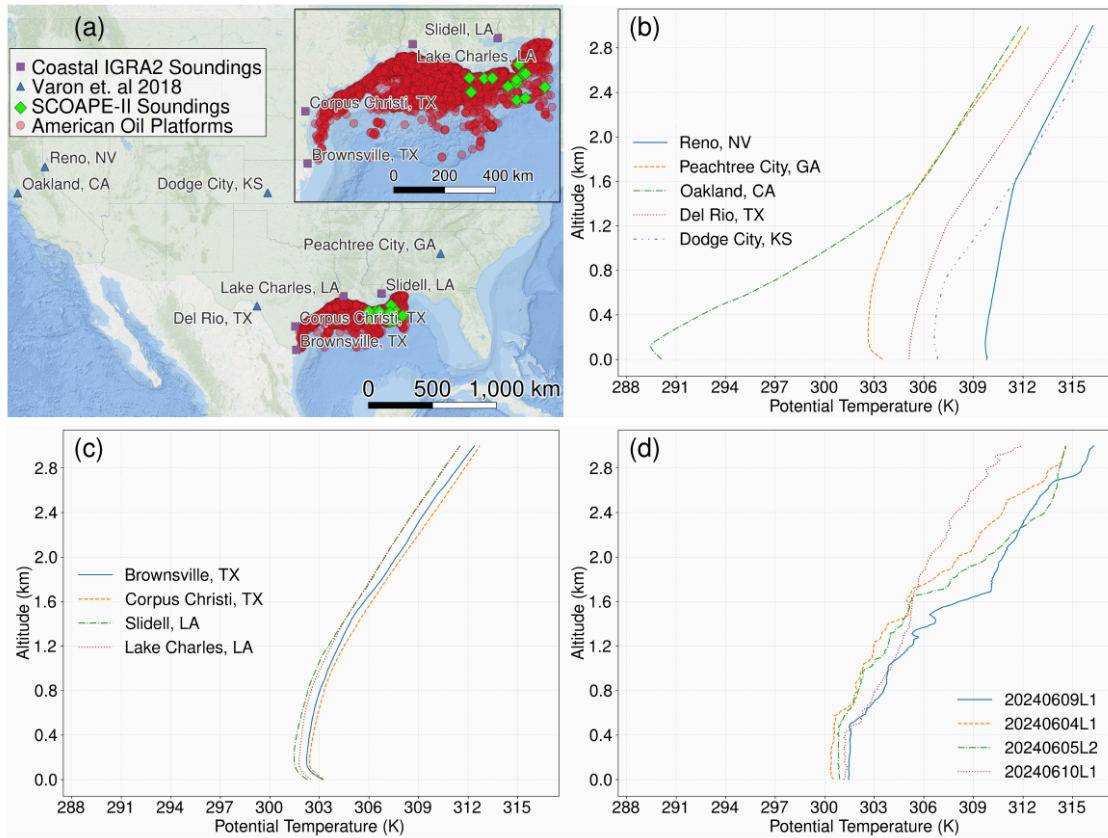 (a)
Coastal IGRA2 Soundings
Varon et. al 2018
SCOAPE-II Soundings
American Oil Platforms
Slidell, LA
Lake Charles, LA
Corpus Christi, TX
Brownsville, TX
0 200 400 km
Reno, NV
Oakland, CA
Dodge City, KS
Peachtree City, GA
Lake Charles, LA
Slidell, LA
Del Rio, TX
Corpus Christi, TX
Brownsville, TX
0 500 1,000 km
(b)
Altitude (km)
2.8
2.4
2.0
1.6
1.2
0.8
0.4
0.0
Reno, NV
Peachtree City, GA
Oakland, CA
Del Rio, TX
Dodge City, KS
288 291 294 297 300 303 306 309 312 315
Potential Temperature (K)
(c)
Altitude (km)
2.8
2.4
2.0
1.6
1.2
0.8
0.4
0.0
Brownsville, TX
Corpus Christi, TX
Slidell, LA
Lake Charles, LA
288 291 294 297 300 303 306 309 312 315
Potential Temperature (K)
(d)
Altitude (km)
2.8
2.4
2.0
1.6
1.2
0.8
0.4
0.0
20240609L1
20240604L1
20240605L2
20240610L1
288 291 294 297 300 303 306 309 312 315
Potential Temperature (K)